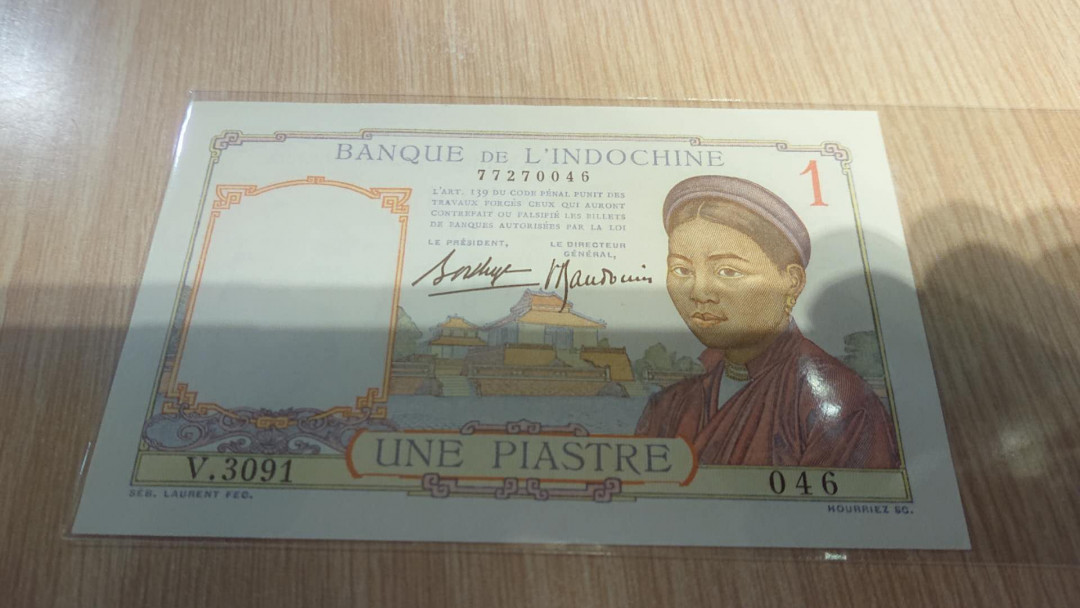 BANQUE DE L'INDOCHINE
77270046
1
L'ART. 139 DU CODE PÉNAL PUNIT DES
TRAVAUX FORCÉS CEUX QUI AURONT
CONTREFAIT OU FALSIFIÉ LES BILLETS
DE BANQUES AUTORISÉES PAR LA LOI
LE PRÉSIDENT,
LE DIRECTEUR
GÉNÉRAL,
UNE PIASTRE
V.3091
046
SÉB. LAURENT FEC.
HOURRIEZ SC.